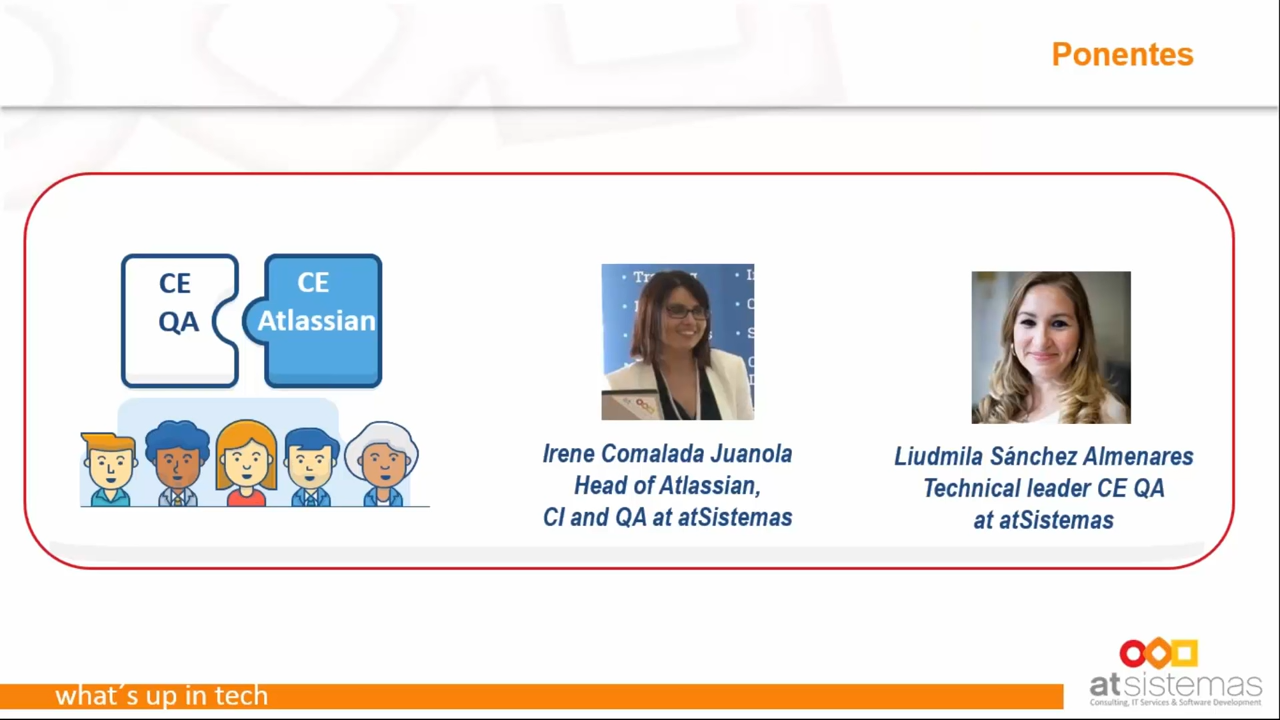 Ponentes
CE
QA
CE
Atlassian
Irene Comalada Juanola
Head of Atlassian,
CI and QA at atSistemas
Liudmila Sánchez Almenares
Technical leader CE QA
at atSistemas
what´s up in tech
atsistemas
Consulting, IT Services & Software Development